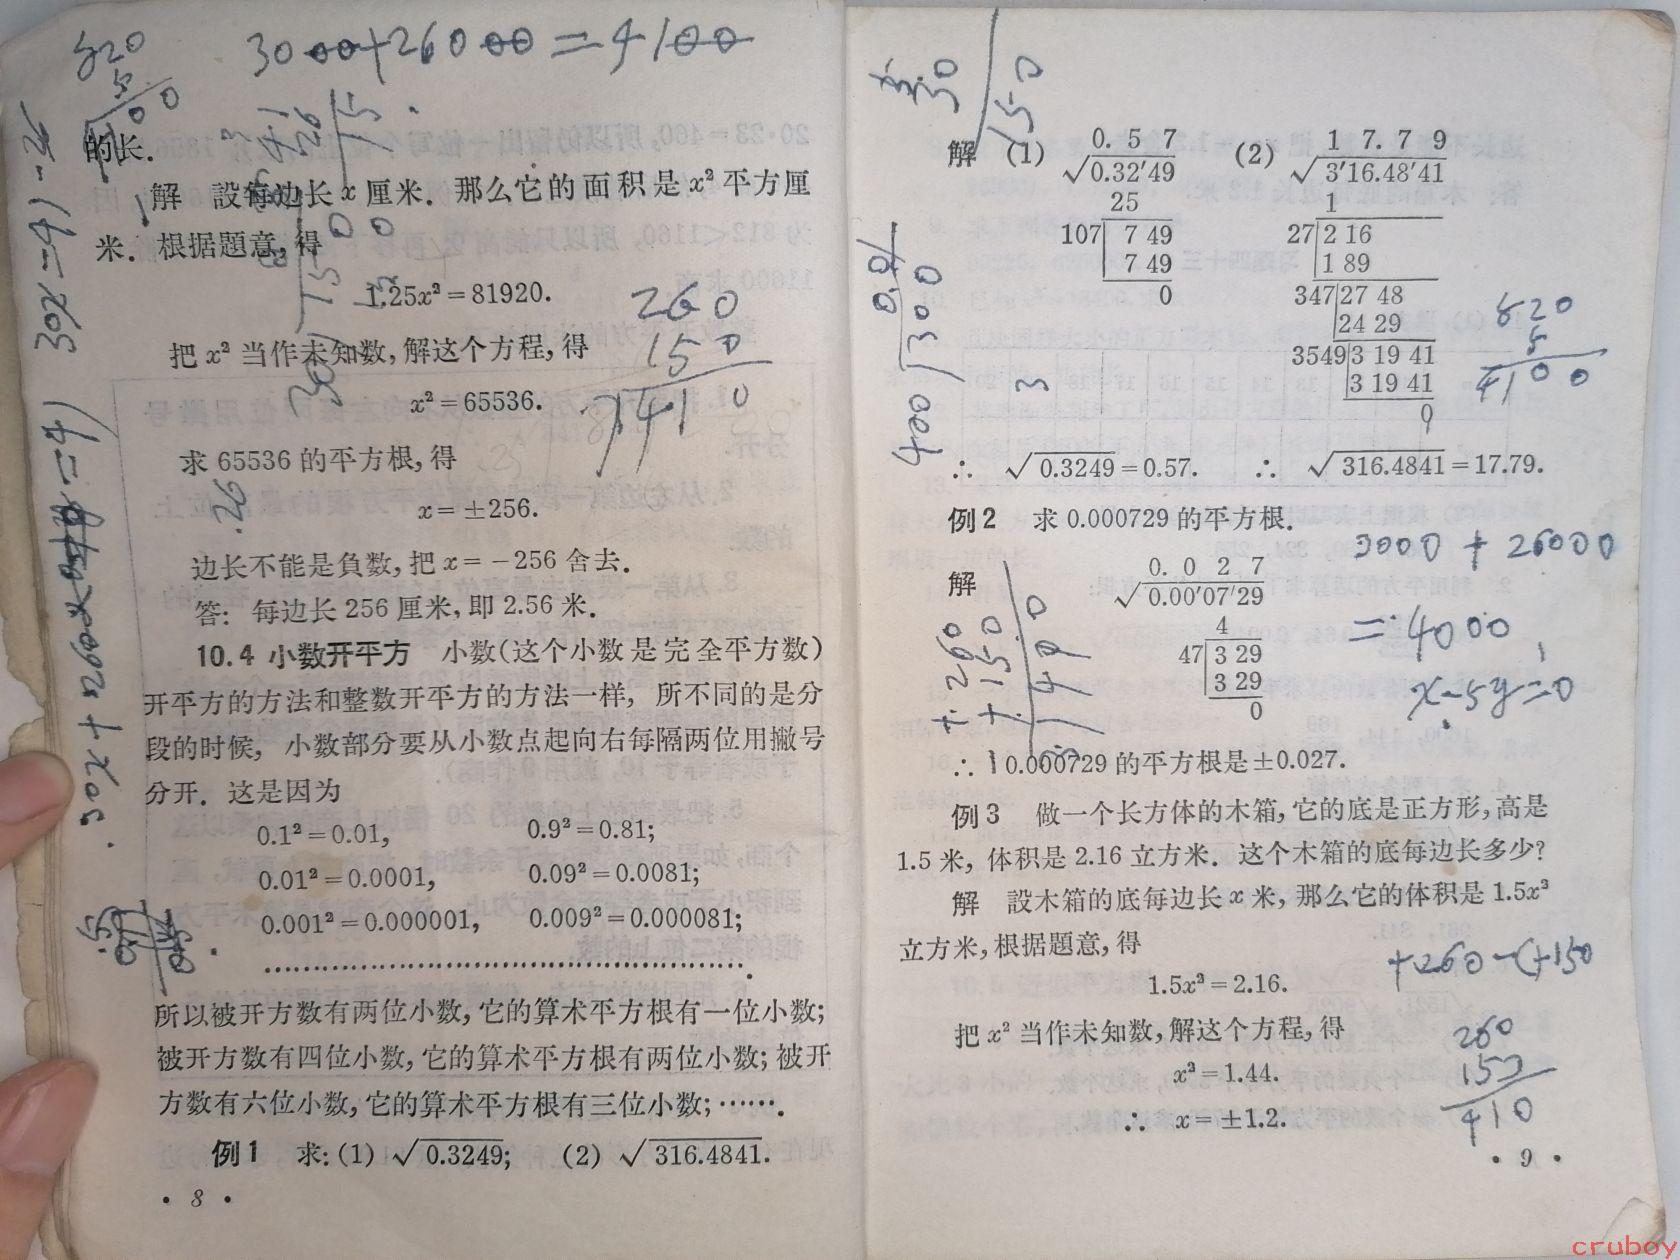 820
5
00
3000+26000=4100
的长.
解 設每边长 x 厘米. 那么它的面积是 x² 平方厘
米. 根据題意,得
1.25x²=81920.
260
150
410
把 x² 当作未知数,解这个方程,得
x²=65536.
求 65536 的平方根,得
x=±256.
边长不能是負数,把 x=-256 舍去.
答: 每边长 256 厘米,即 2.56 米.
10.4 小数开平方 小数(这个小数是完全平方数)
开平方的方法和整数开平方的方法一样, 所不同的是分
段的时候, 小数部分要从小数点起向右每隔两位用撇号
分开. 这是因为
0.1²=0.01, 0.9²=0.81;
0.01²=0.0001, 0.09²=0.0081;
0.001²=0.000001, 0.009²=0.000081;
…………………………………………………….
所以被开方数有两位小数,它的算术平方根有一位小数;
被开方数有四位小数,它的算术平方根有两位小数; 被开
方数有六位小数,它的算术平方根有三位小数; …….
例1 求: (1) √0.3249; (2) √316.4841.
· 8 ·
30
150
解 (1) 0.57 (2) 17.79
√0.32′49 √3′16.48′41
25 1
107 7 49 27 2 16
7 49 1 89
0 347 27 48
24 29
3549 3 19 41
3 19 41
0
820
5
4100
∴ √0.3249=0.57. ∴ √316.4841=17.79.
例2 求 0.000729 的平方根.
3000 + 26000
= 4000
x-5y=0
解 0.027
√0.00′07′29
4
47 3 29
3 29
0
∴ 0.000729 的平方根是 ±0.027.
例3 做一个长方体的木箱,它的底是正方形,高是
1.5 米, 体积是 2.16 立方米. 这个木箱的底每边长多少?
解 設木箱的底每边长 x 米, 那么它的体积是 1.5x²
立方米,根据題意,得
+260-(+150
1.5x²=2.16.
把 x² 当作未知数,解这个方程,得
x²=1.44.
∴ x=±1.2.
260
150
410
· 9 ·
cruboy